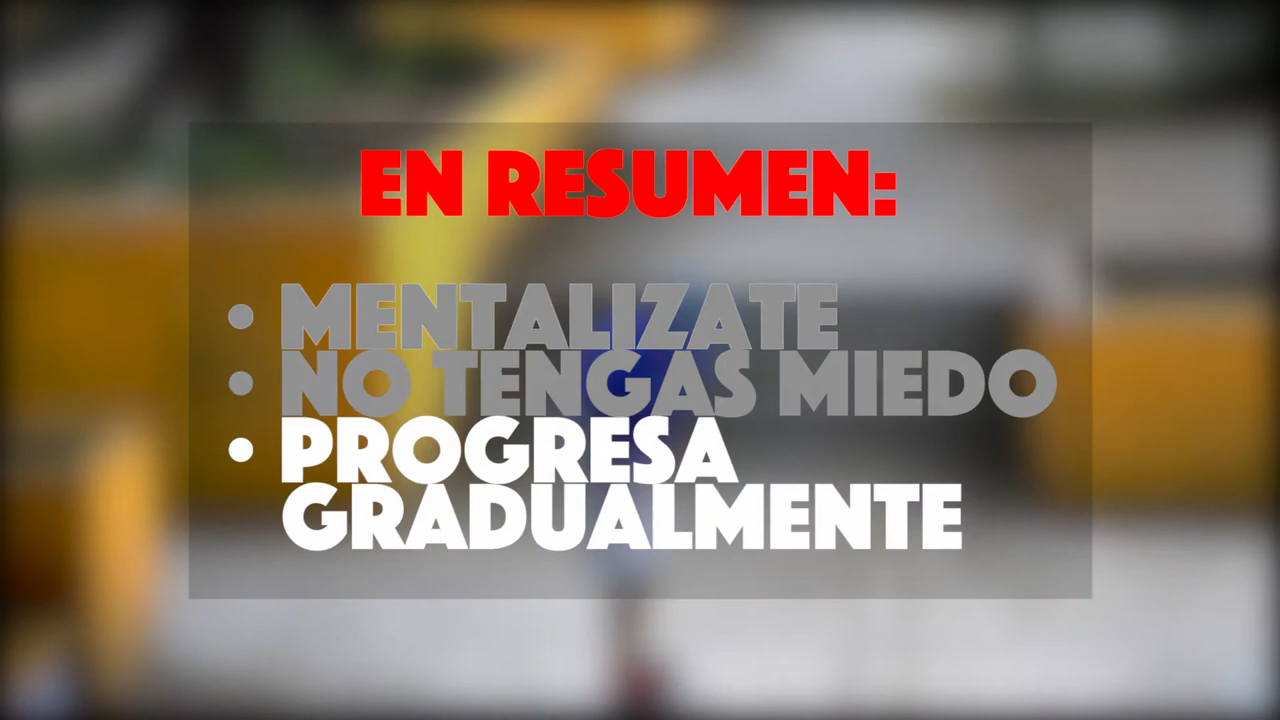 EN RESUMEN:
• MENTALIZATE
• NO TENGAS MIEDO
• PROGRESA
GRADUALMENTE